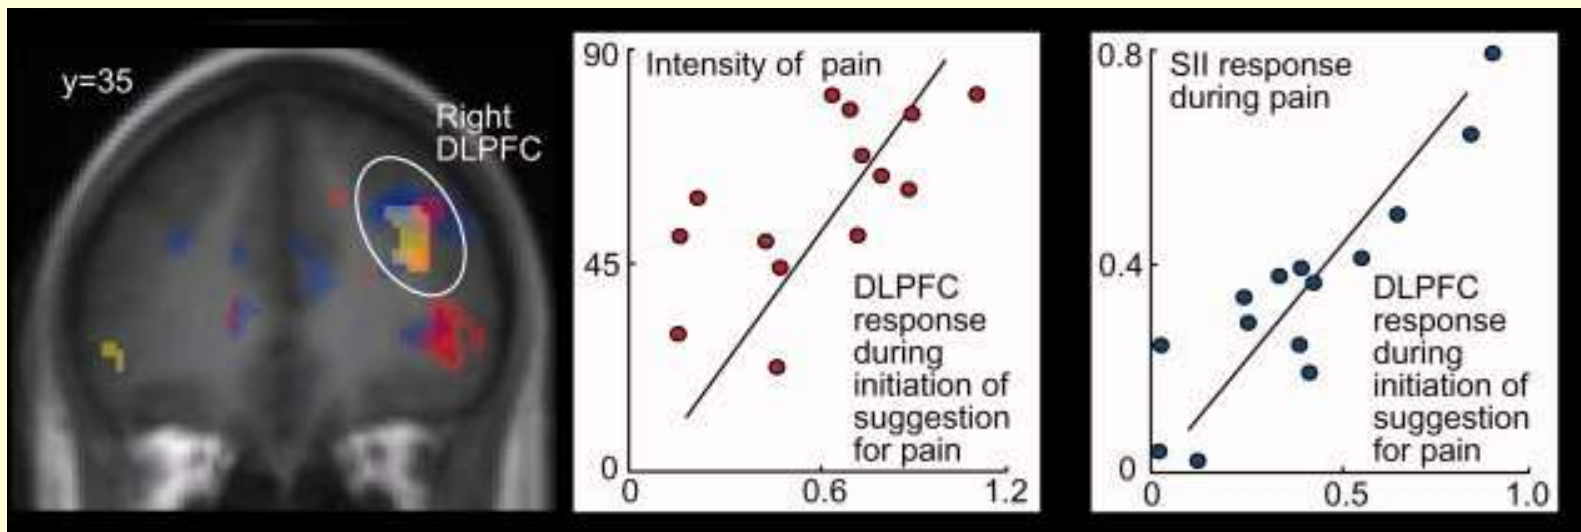 y=35
Right
DLPFC
90
45
0
0
0.6
1.2
Intensity of pain
DLPFC
response
during
initiation of
suggestion
for pain
0.8
0.4
0
0
0.5
1.0
SII response
during pain
DLPFC
response
during
initiation of
suggestion
for pain